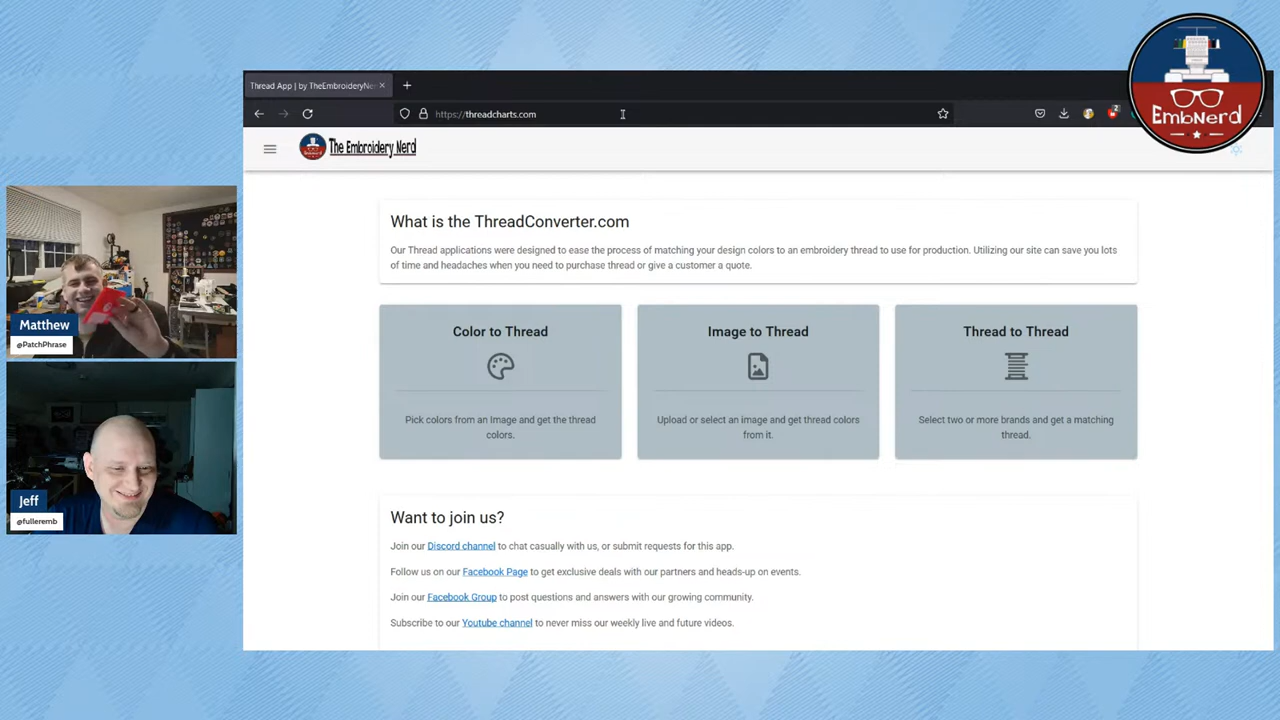 Thread App | by TheEmbroideryNer
https://threadcharts.com
2
EmbNerd
The Embroidery Nerd
What is the ThreadConverter.com
Our Thread applications were designed to ease the process of matching your design colors to an embroidery thread to use for production. Utilizing our site can save you lots
of time and headaches when you need to purchase thread or give a customer a quote.
Color to Thread
Pick colors from an Image and get the thread
colors.
Image to Thread
Upload or select an image and get thread colors
from it.
Thread to Thread
Select two or more brands and get a matching
thread.
Want to join us?
Join our Discord channel to chat casually with us, or submit requests for this app.
Follow us on our Facebook Page to get exclusive deals with our partners and heads-up on events.
Join our Facebook Group to post questions and answers with our growing community.
Subscribe to our Youtube channel to never miss our weekly live and future videos.
Matthew
@PatchPhrase
Jeff
@fulleremb